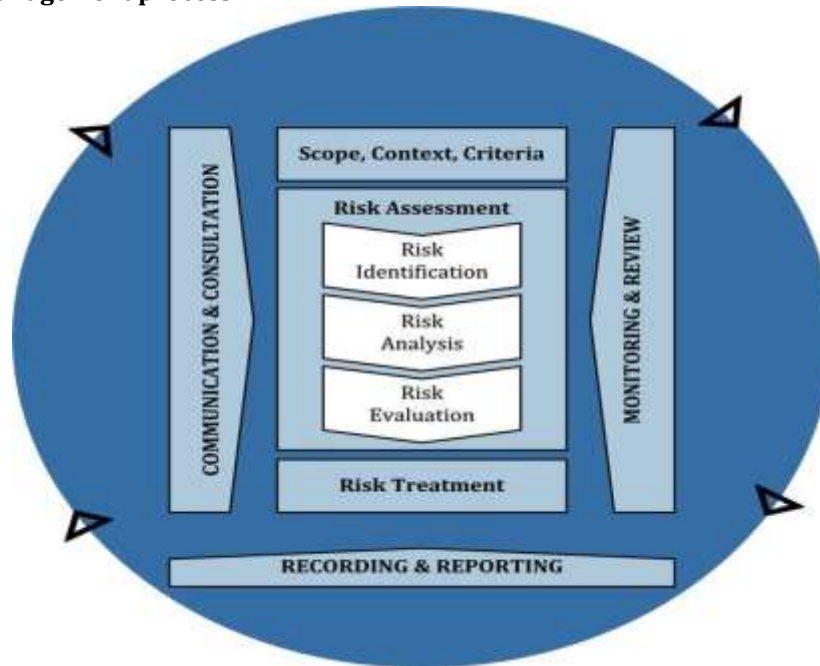 Scope, Context, Criteria
Risk Assessment
Risk
Identification
Risk
Analysis
Risk
Evaluation
Risk Treatment
COMMUNICATION & CONSULTATION
MONITORING & REVIEW
RECORDING & REPORTING